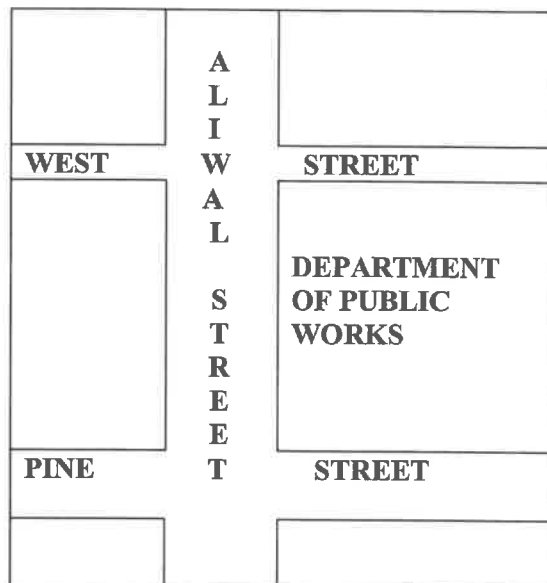 ALIWAL STREET
WEST STREET
DEPARTMENT
OF PUBLIC
WORKS
PINE STREET